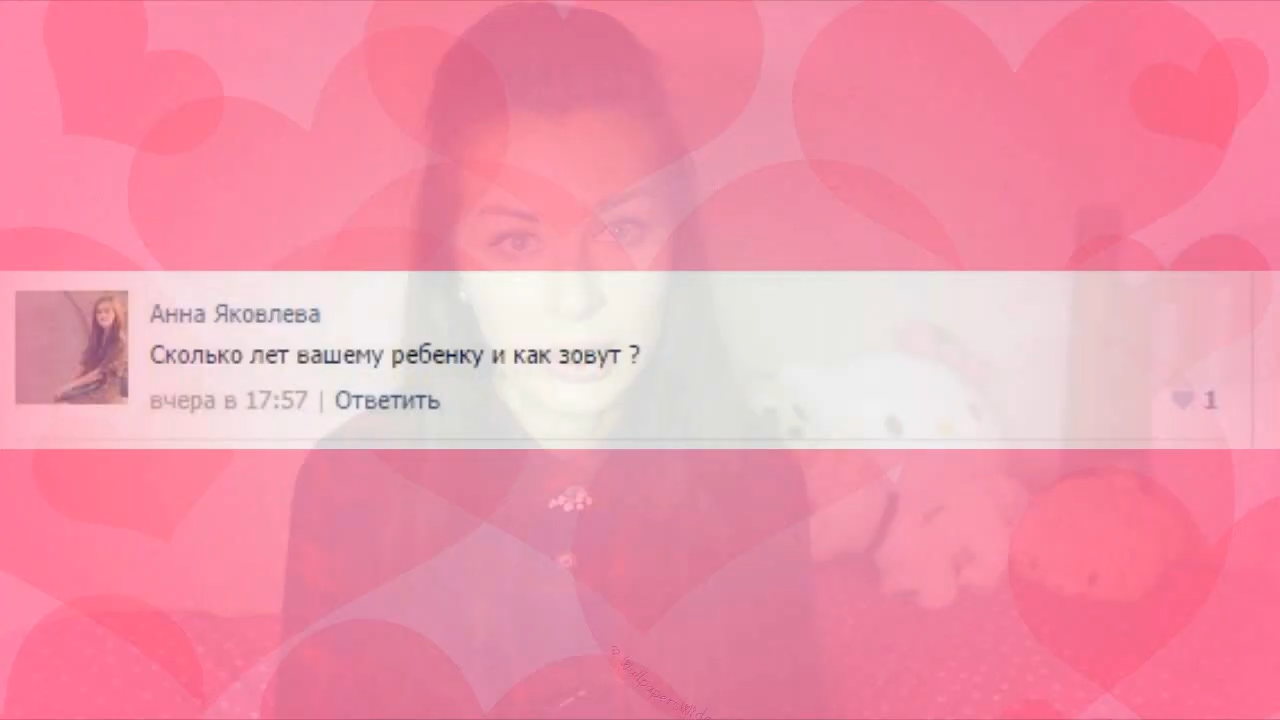 Анна Яковлева
Сколько лет вашему ребенку и как зовут ?
вчера в 17:57 | Ответить
1